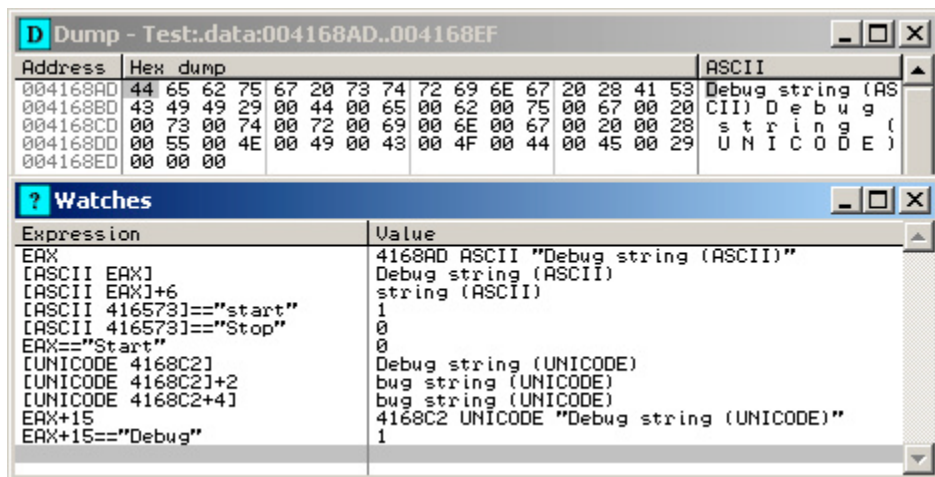 D Dump - Test:.data:004168AD..004168EF
Address Hex dump ASCII
004168AD 44 65 62 75 67 20 73 74 72 69 6E 67 20 28 41 53 Debug string (AS
004168BD 43 49 49 29 00 44 00 65 00 62 00 75 00 67 00 20 CII) D e b u g
004168CD 00 73 00 74 00 72 00 69 00 6E 00 67 00 20 00 28 s t r i n g (
004168DD 00 55 00 4E 00 49 00 43 00 4F 00 44 00 45 00 29 U N I C O D E )
004168ED 00 00 00
? Watches
Expression Value
EAX 4168AD ASCII "Debug string (ASCII)"
[ASCII EAX] Debug string (ASCII)
[ASCII EAX]+6 string (ASCII)
[ASCII 416573]=="start" 1
[ASCII 416573]=="Stop" 0
EAX=="Start" 0
[UNICODE 4168C2] Debug string (UNICODE)
[UNICODE 4168C2]+2 bug string (UNICODE)
[UNICODE 4168C2+4] bug string (UNICODE)
EAX+15 4168C2 UNICODE "Debug string (UNICODE)"
EAX+15=="Debug" 1